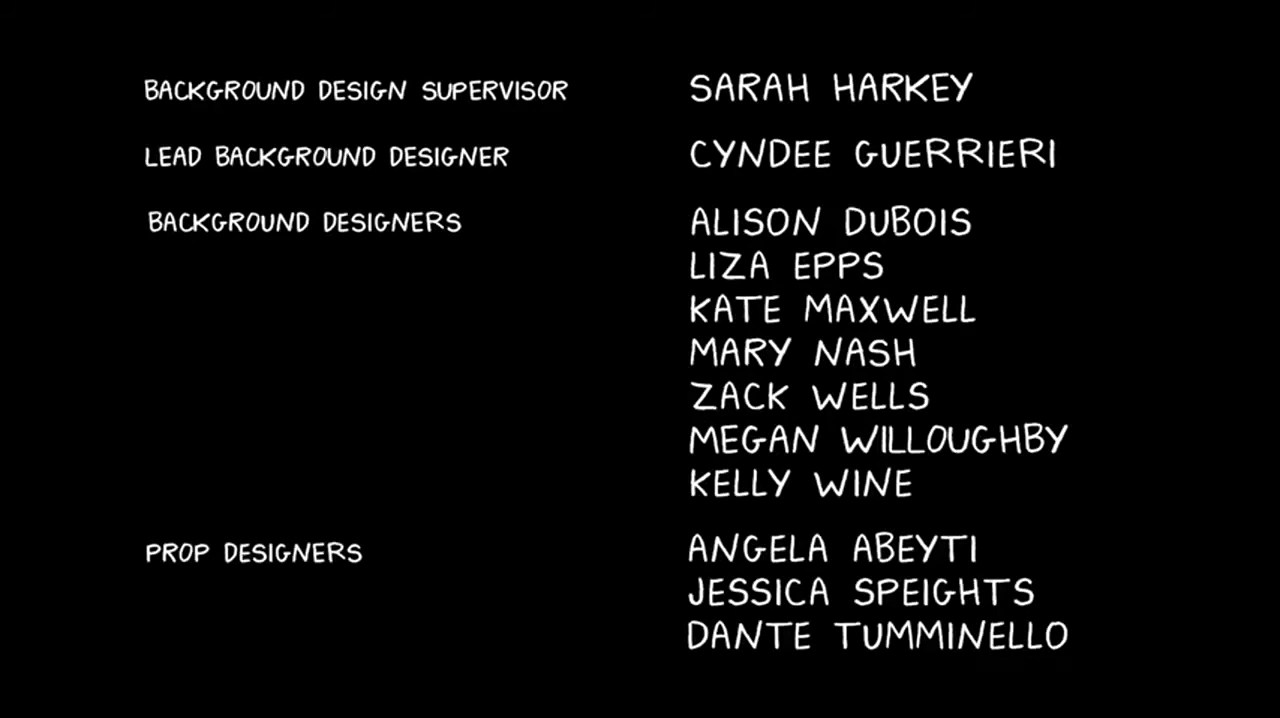 BACKGROUND DESIGN SUPERVISOR SARAH HARKEY
LEAD BACKGROUND DESIGNER CYNDEE GUERRIERI
BACKGROUND DESIGNERS ALISON DUBOIS
LIZA EPPS
KATE MAXWELL
MARY NASH
ZACK WELLS
MEGAN WILLOUGHBY
KELLY WINE
PROP DESIGNERS ANGELA ABEYTI
JESSICA SPEIGHTS
DANTE TUMMINELLO